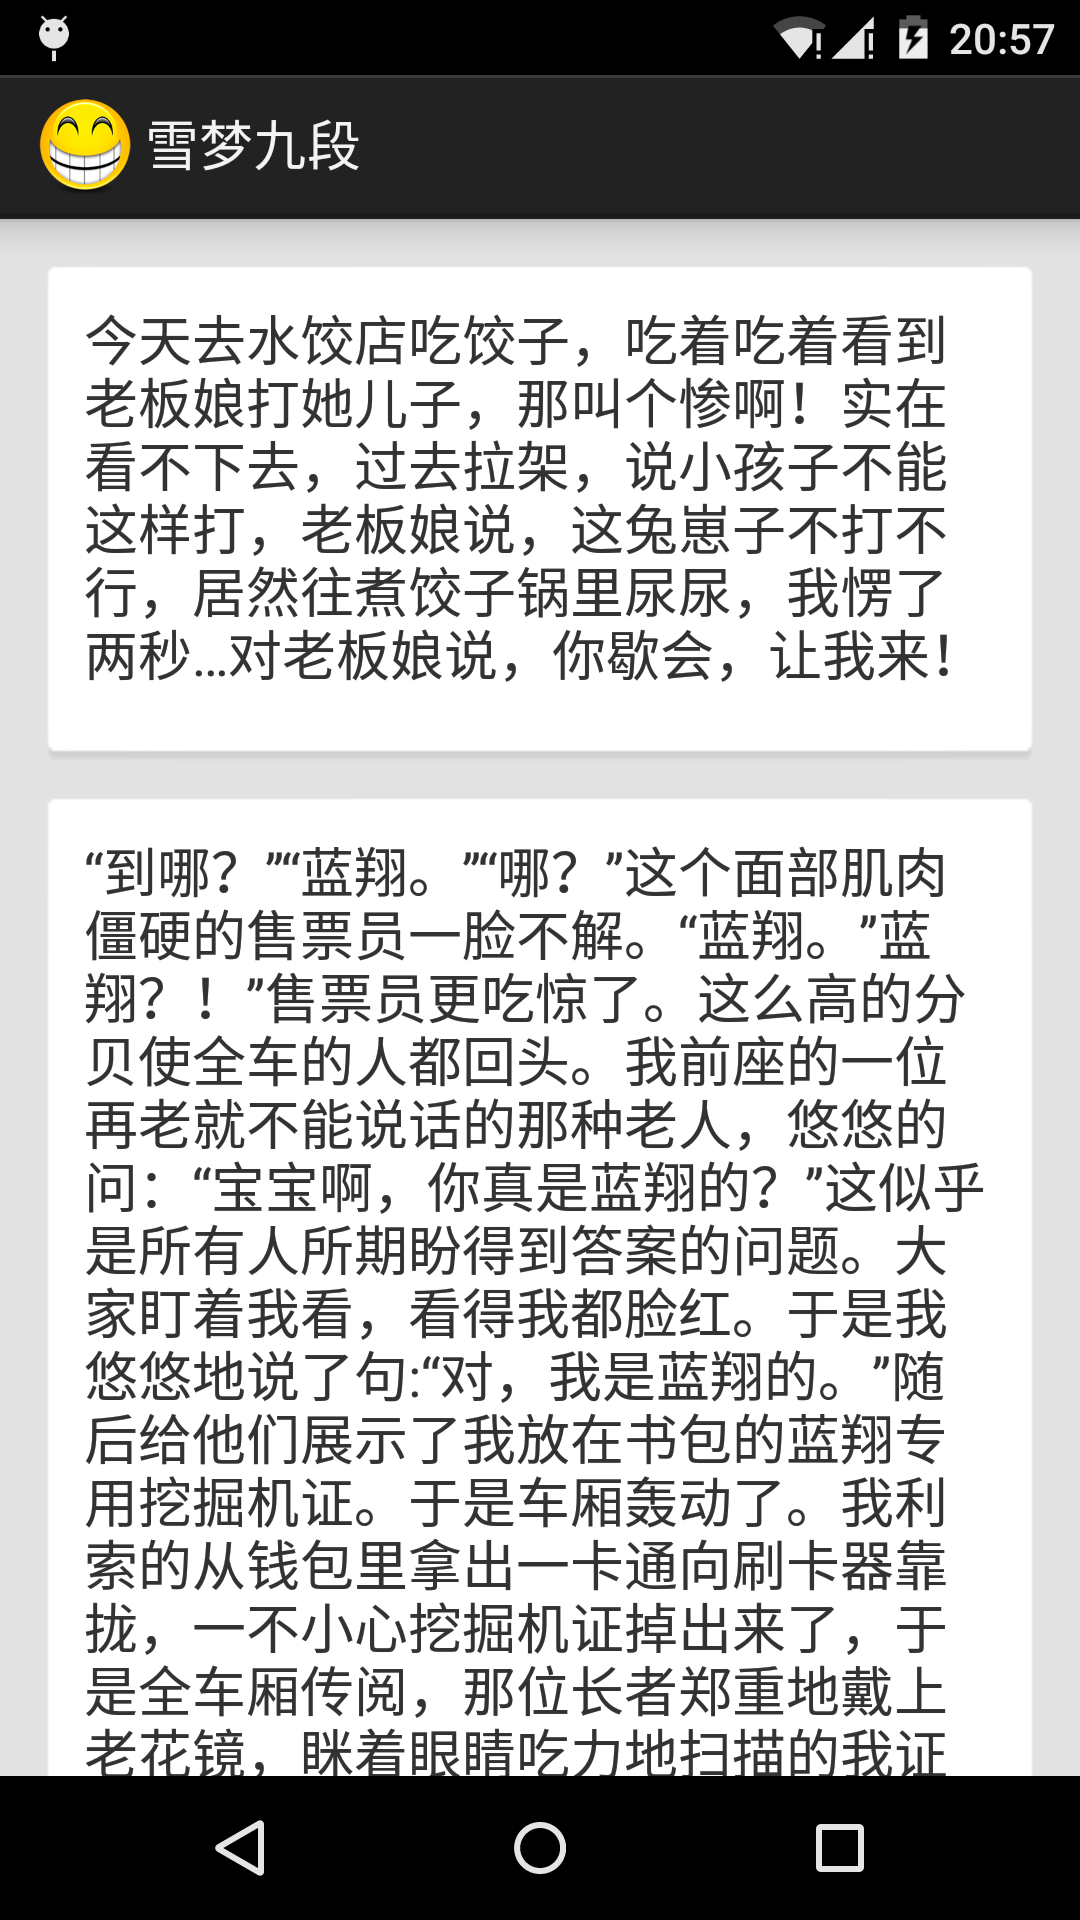 20:57
雪梦九段
今天去水饺店吃饺子，吃着吃着看到
老板娘打她儿子，那叫个惨啊！实在
看不下去，过去拉架，说小孩子不能
这样打，老板娘说，这兔崽子不打不
行，居然往煮饺子锅里尿尿，我愣了
两秒...对老板娘说，你歇会，让我来！
“到哪？”“蓝翔。”“哪？”这个面部肌肉
僵硬的售票员一脸不解。“蓝翔。”蓝
翔？！”售票员更吃惊了。这么高的分
贝使全车的人都回头。我前座的一位
再老就不能说话的那种老人，悠悠的
问：“宝宝啊，你真是蓝翔的？”这似乎
是所有人所期盼得到答案的问题。大
家盯着我看，看得我都脸红。于是我
悠悠地说了句:“对，我是蓝翔的。”随
后给他们展示了我放在书包的蓝翔专
用挖掘机证。于是车厢轰动了。我利
索的从钱包里拿出一卡通向刷卡器靠
拢，一不小心挖掘机证掉出来了，于
是全车厢传阅，那位长者郑重地戴上
老花镜，眯着眼睛吃力地扫描的我证